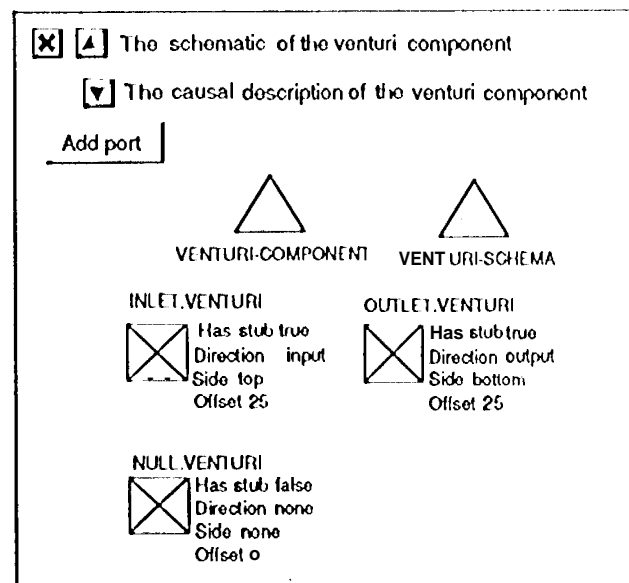 The schematic of the venturi component
The causal description of the venturi component
Add port
VENTURI-COMPONENT
VENTURI-SCHEMA
INLET.VENTURI
Has stub true
Direction input
Side top
Offset 25
OUTLET.VENTURI
Has stub true
Direction output
Side bottom
Offset 25
NULL.VENTURI
Has stub false
Direction none
Side none
Offset 0